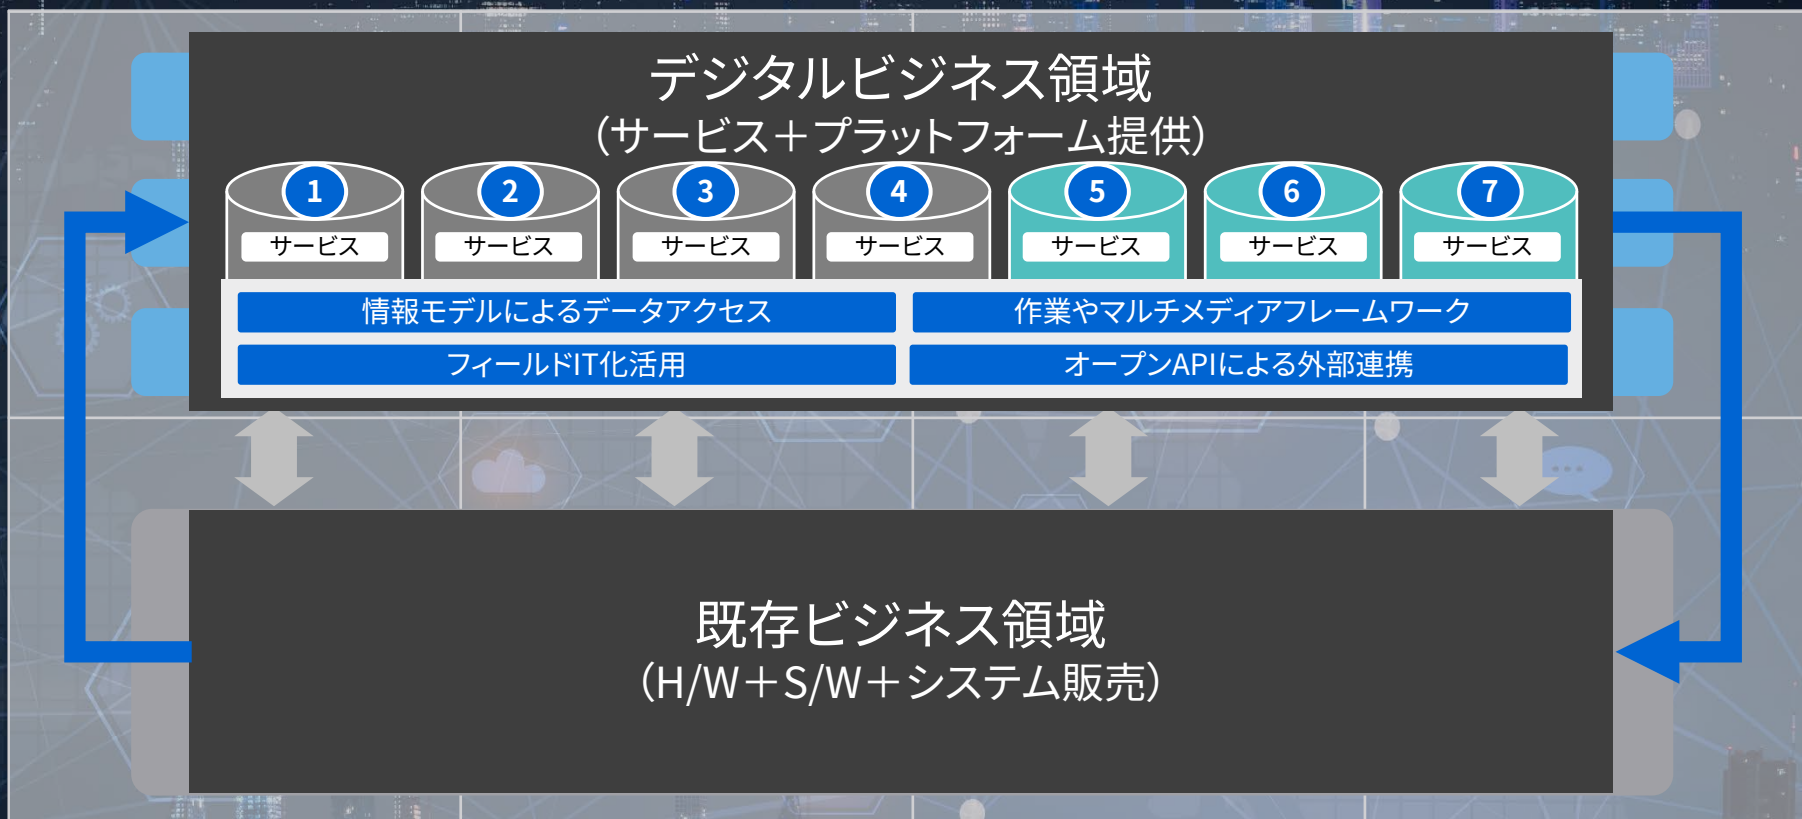 デジタルビジネス領域
（サービス＋プラットフォーム提供）
1 2 3 4 5 6 7
サービス サービス サービス サービス サービス サービス サービス
情報モデルによるデータアクセス 作業やマルチメディアフレームワーク
フィールドIT化活用 オープンAPIによる外部連携
既存ビジネス領域
（H/W＋S/W＋システム販売）